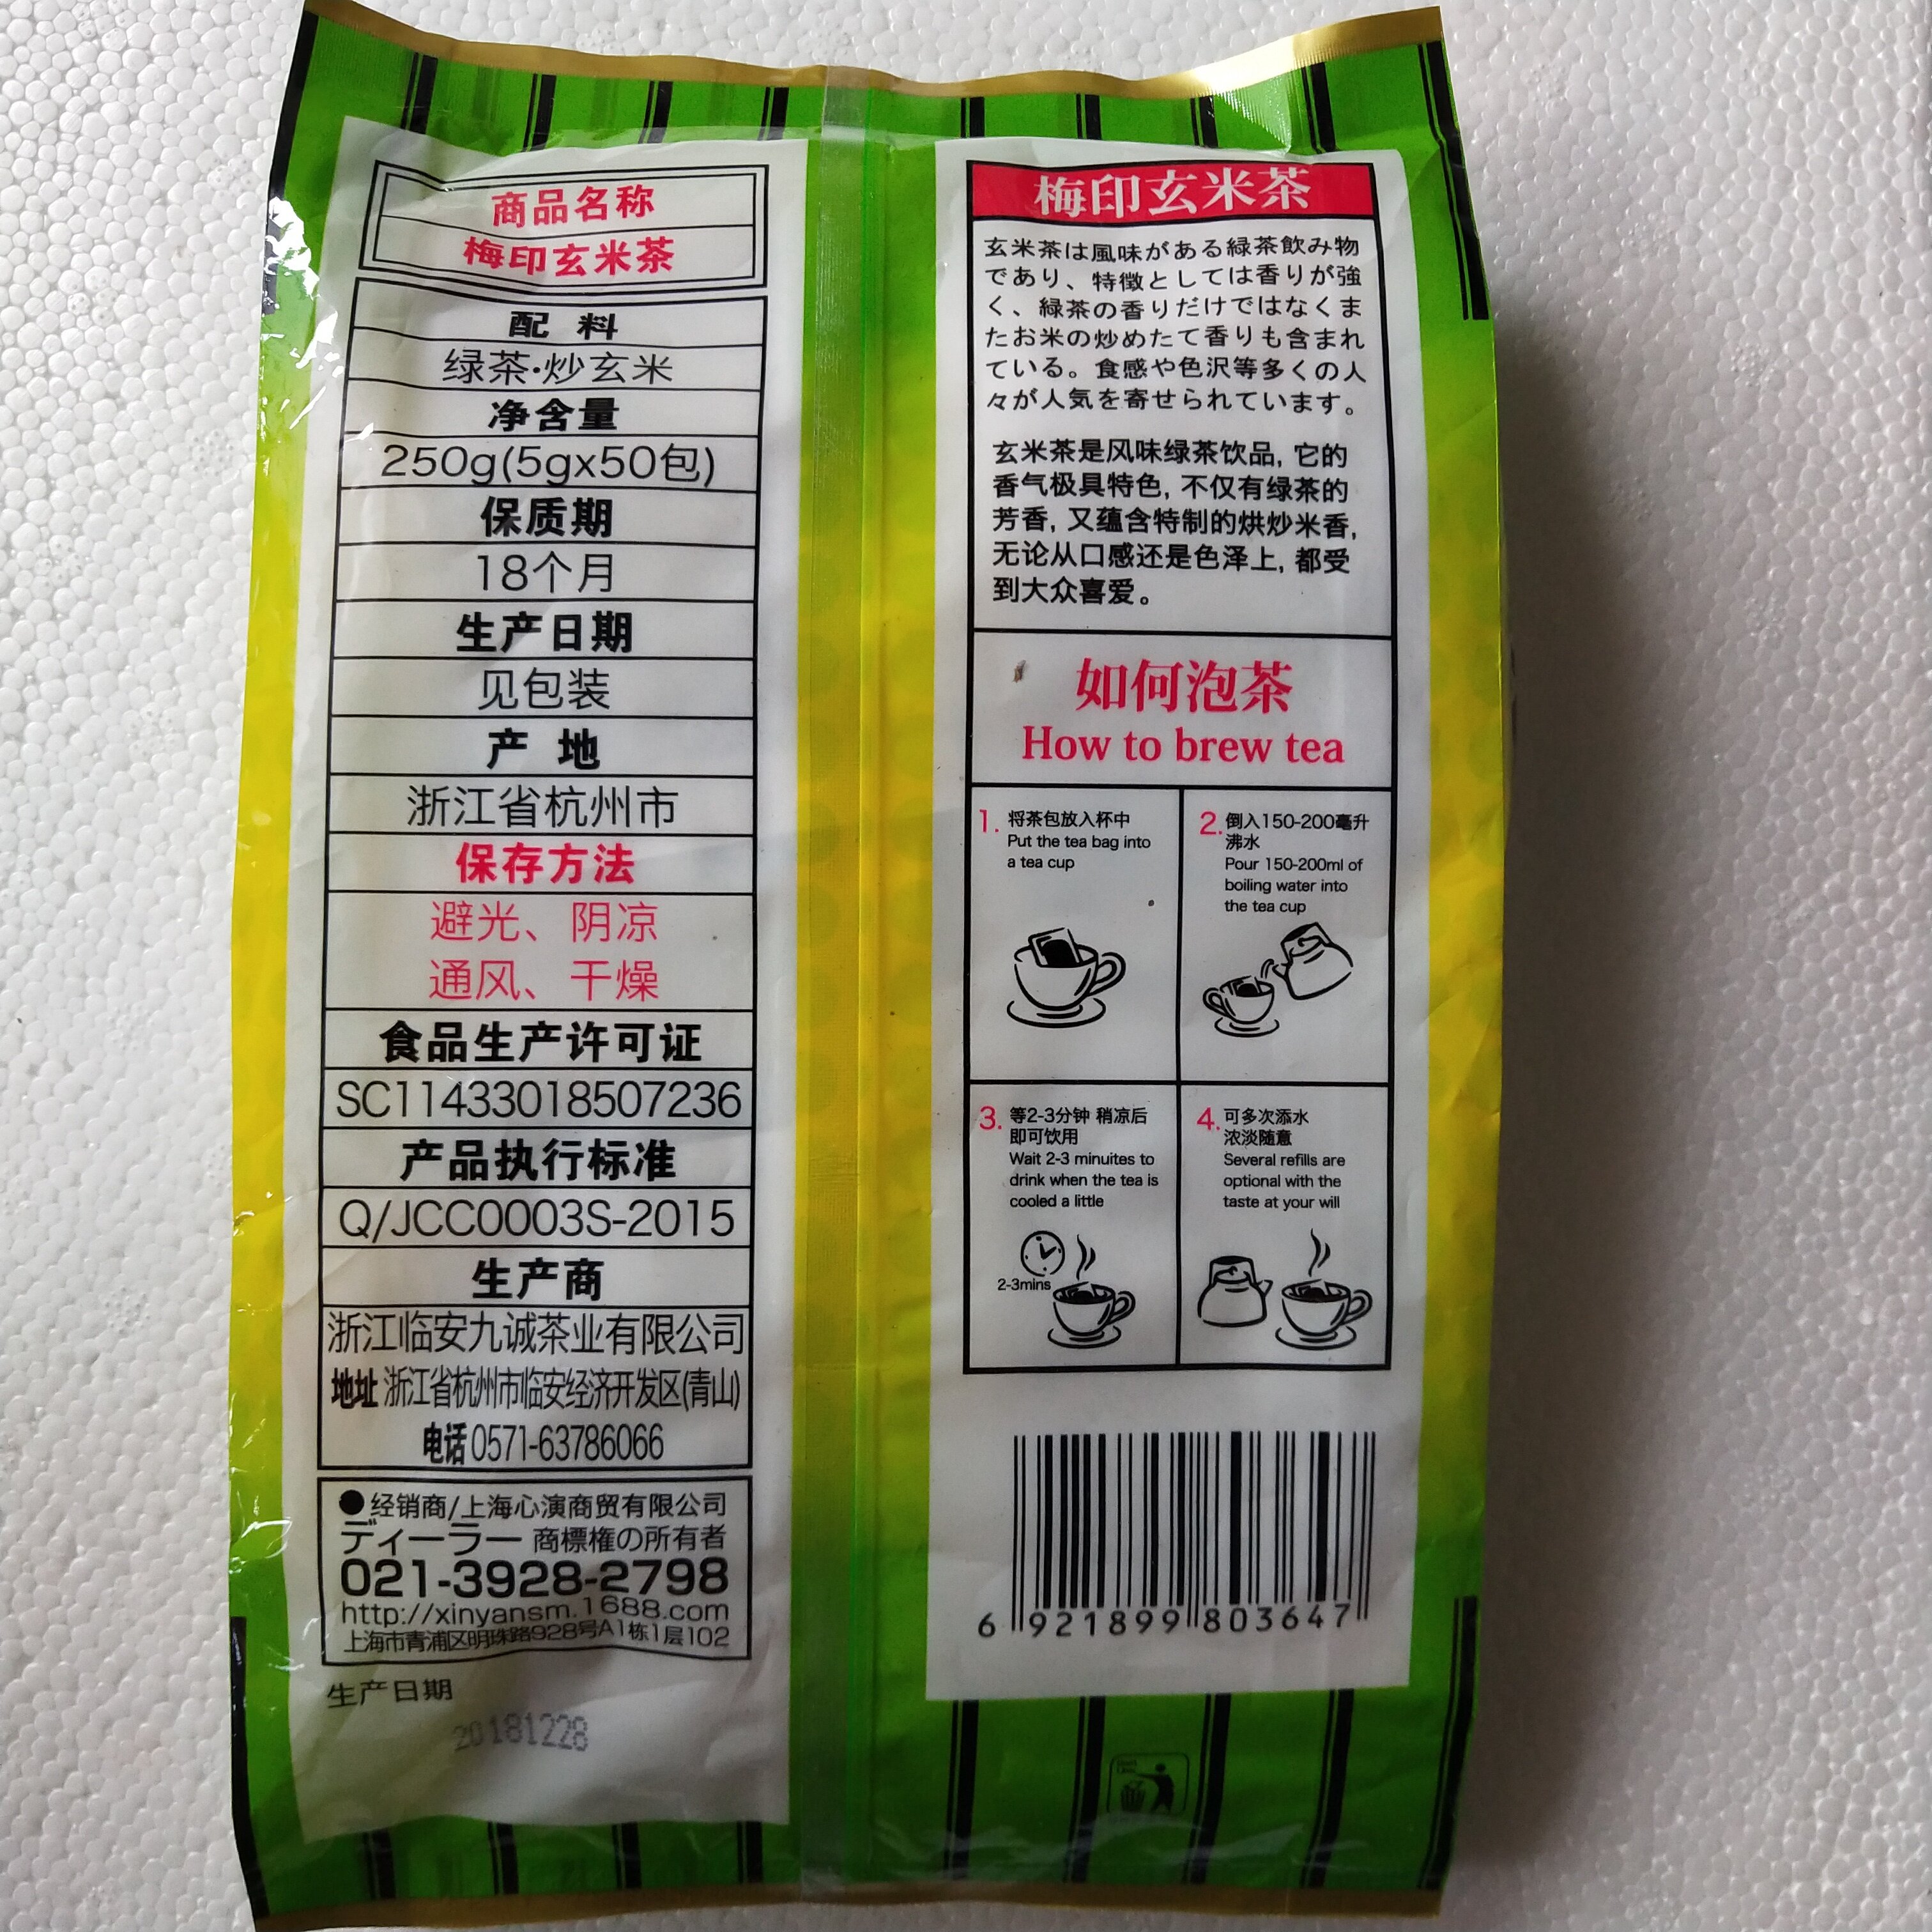 商品名称
梅印玄米茶
配 料
绿茶·炒玄米
净含量
250g(5gx50包)
保质期
18个月
生产日期
见包装
产 地
浙江省杭州市
保存方法
避光、阴凉
通风、干燥
食品生产许可证
SC11433018507236
产品执行标准
Q/JCC0003S-2015
生产商
浙江临安九诚茶业有限公司
地址 浙江省杭州市临安经济开发区(青山)
电话 0571-63786066
●经销商/上海心演商贸有限公司
ディーラー 商標権の所有者
021-3928-2798
http://xinyansm.1688.com
上海市青浦区明珠路928号A1栋1层102
生产日期
20181228
梅印玄米茶
玄米茶は風味がある緑茶飲み物
であり、特徴としては香りが強
く、緑茶の香りだけではなくま
たお米の炒めたて香りも含まれ
ている。食感や色沢等多くの人
々が人気を寄せられています。
玄米茶是风味绿茶饮品, 它的
香气极具特色, 不仅有绿茶的
芳香, 又蕴含特制的烘炒米香,
无论从口感还是色泽上, 都受
到大众喜爱。
如何泡茶
How to brew tea
1. 将茶包放入杯中
Put the tea bag into
a tea cup
2. 倒入150-200毫升
沸水
Pour 150-200ml of
boiling water into
the tea cup
3. 等2-3分钟 稍凉后
即可饮用
Wait 2-3 minuites to
drink when the tea is
cooled a little
2-3mins
4. 可多次添水
浓淡随意
Several refills are
optional with the
taste at your will
6 921899 803647